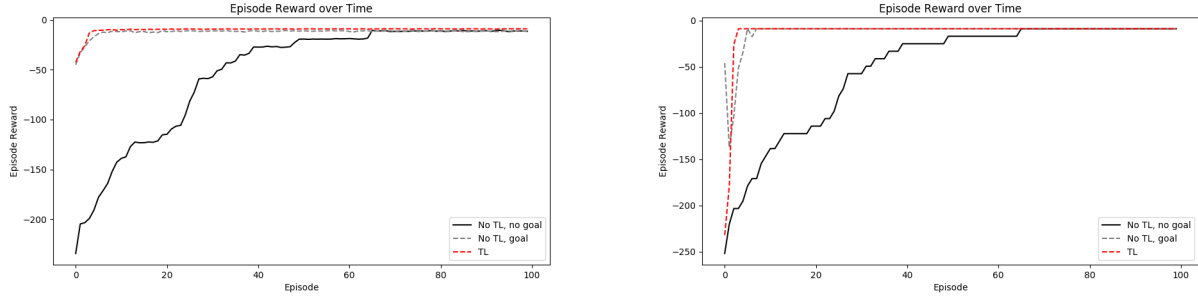 Episode Reward over Time
0
−50
−100
−150
−200
Episode Reward
0
20
40
60
80
100
Episode
No TL, no goal
No TL, goal
TL
Episode Reward over Time
0
−50
−100
−150
−200
−250
Episode Reward
0
20
40
60
80
100
Episode
No TL, no goal
No TL, goal
TL